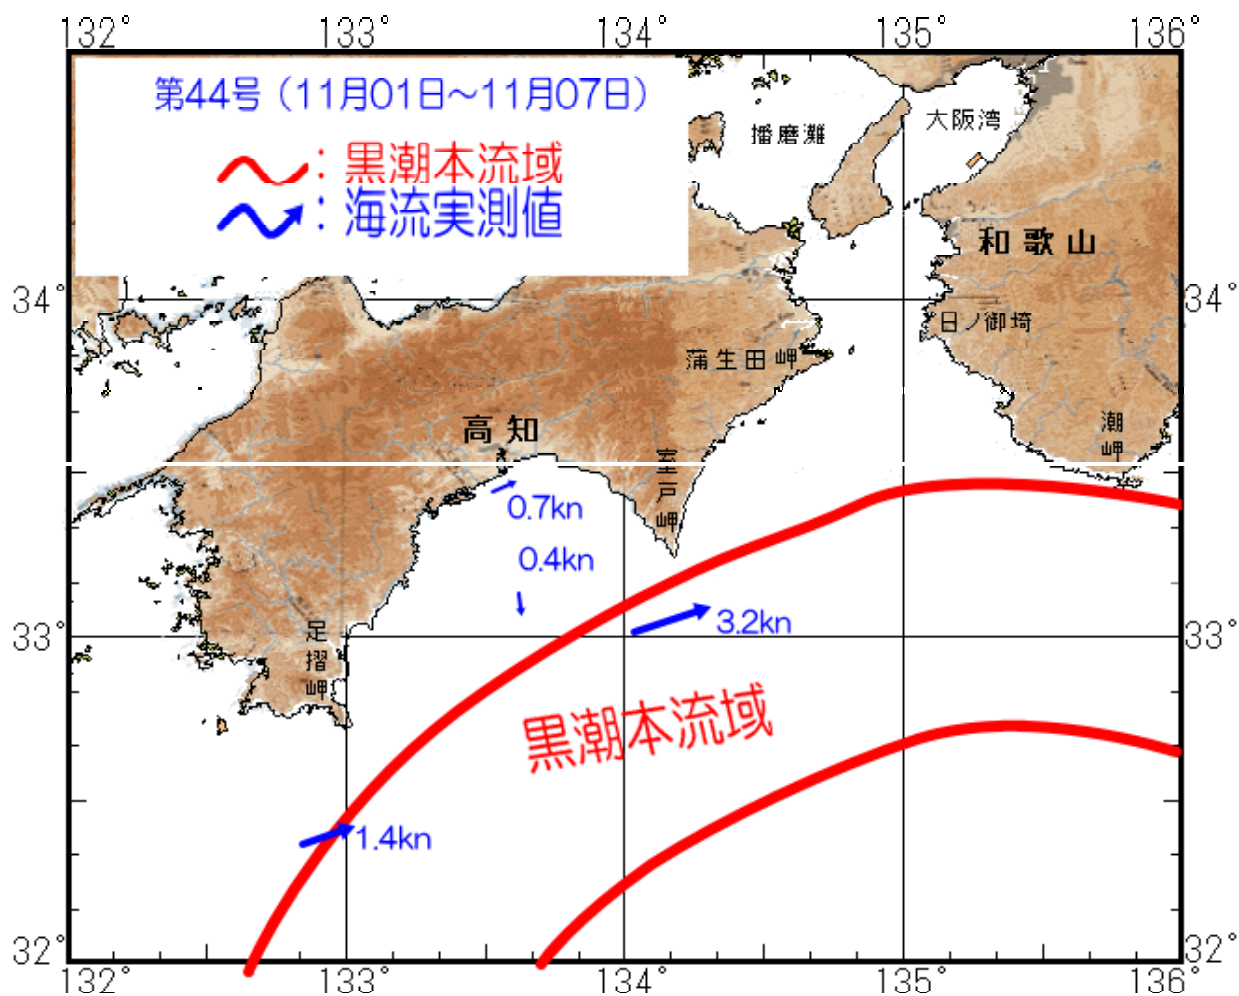 132° 133° 134° 135° 136°
第44号（11月01日～11月07日）
：黒潮本流域
：海流実測値
大阪湾
播磨灘
和歌山
34° 34°
日ノ御埼
蒲生田岬
潮岬
高知
室戸岬
0.7kn
0.4kn
3.2kn
33° 33°
足摺岬
黒潮本流域
1.4kn
32° 32°
132° 133° 134° 135° 136°